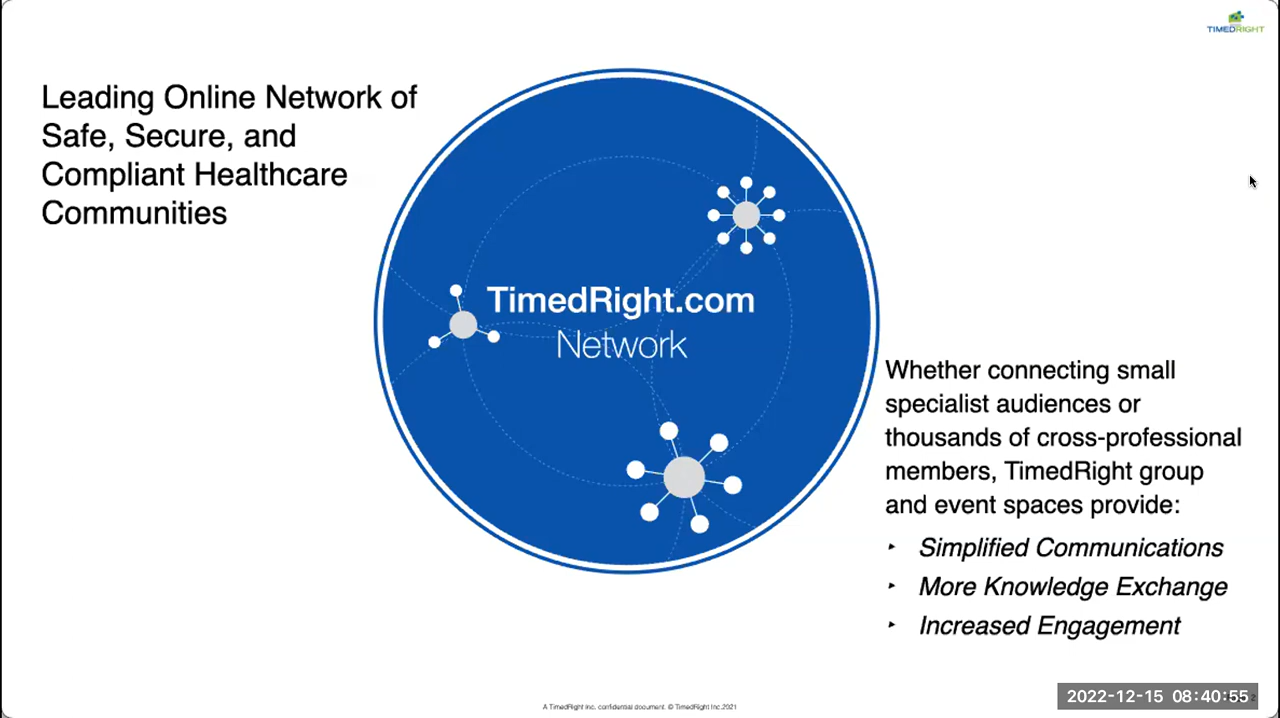 TIMEDRIGHT
Leading Online Network of
Safe, Secure, and
Compliant Healthcare
Communities
TimedRight.com
Network
Whether connecting small
specialist audiences or
thousands of cross-professional
members, TimedRight group
and event spaces provide:
‣ Simplified Communications
‣ More Knowledge Exchange
‣ Increased Engagement
2022-12-15 08:40:55
A TimedRight Inc. confidential document. © TimedRight Inc.2021